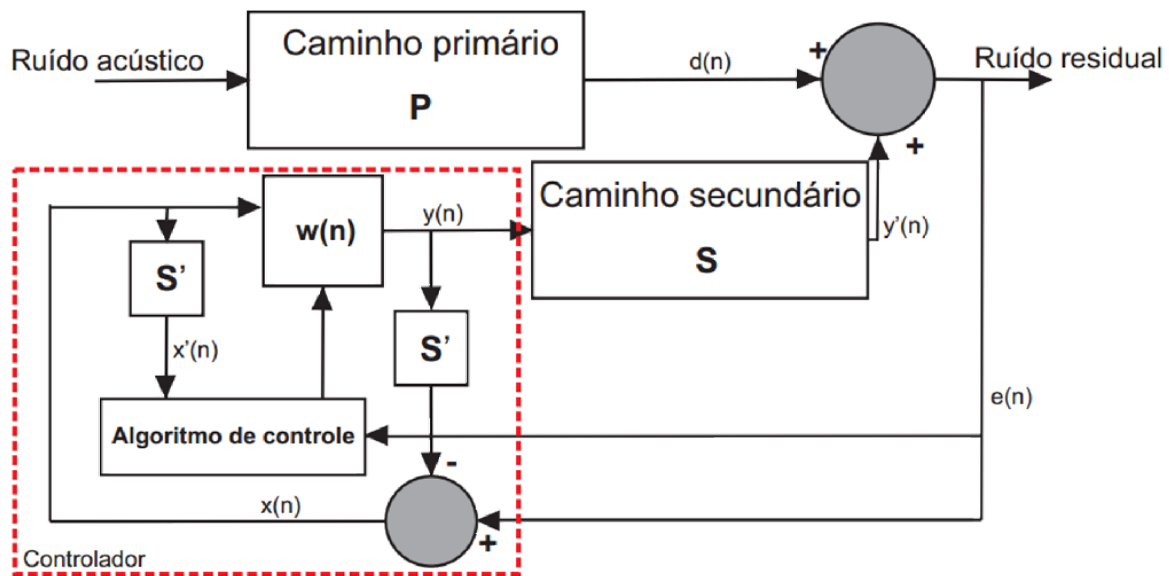 Caminho primário
P
Ruído acústico
d(n)
+
Ruído residual
+
w(n)
y(n)
Caminho secundário
S
y'(n)
S'
S'
x'(n)
e(n)
Algoritmo de controle
-
x(n)
+
Controlador